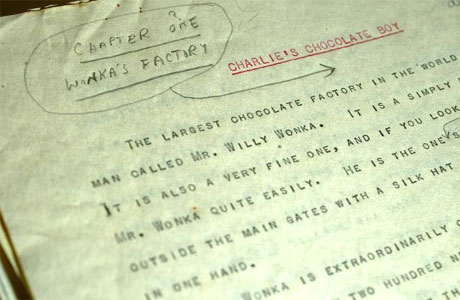 CHAPTER ONE
WONKA'S FACTORY
CHARLIE'S CHOCOLATE BOY
THE LARGEST CHOCOLATE FACTORY IN THE WORLD
MAN CALLED MR. WILLY WONKA. IT IS A SIMPLY
IT IS ALSO A VERY FINE ONE, AND IF YOU LOOK
MR. WONKA QUITE EASILY. HE IS THE ONE
OUTSIDE THE MAIN GATES WITH A SILK HAT
IN ONE HAND.
WONKA IS EXTRAORDINARILY
TWO HUNDRED